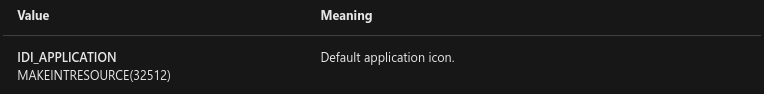 Value Meaning
IDI_APPLICATION Default application icon.
MAKEINTRESOURCE(32512)